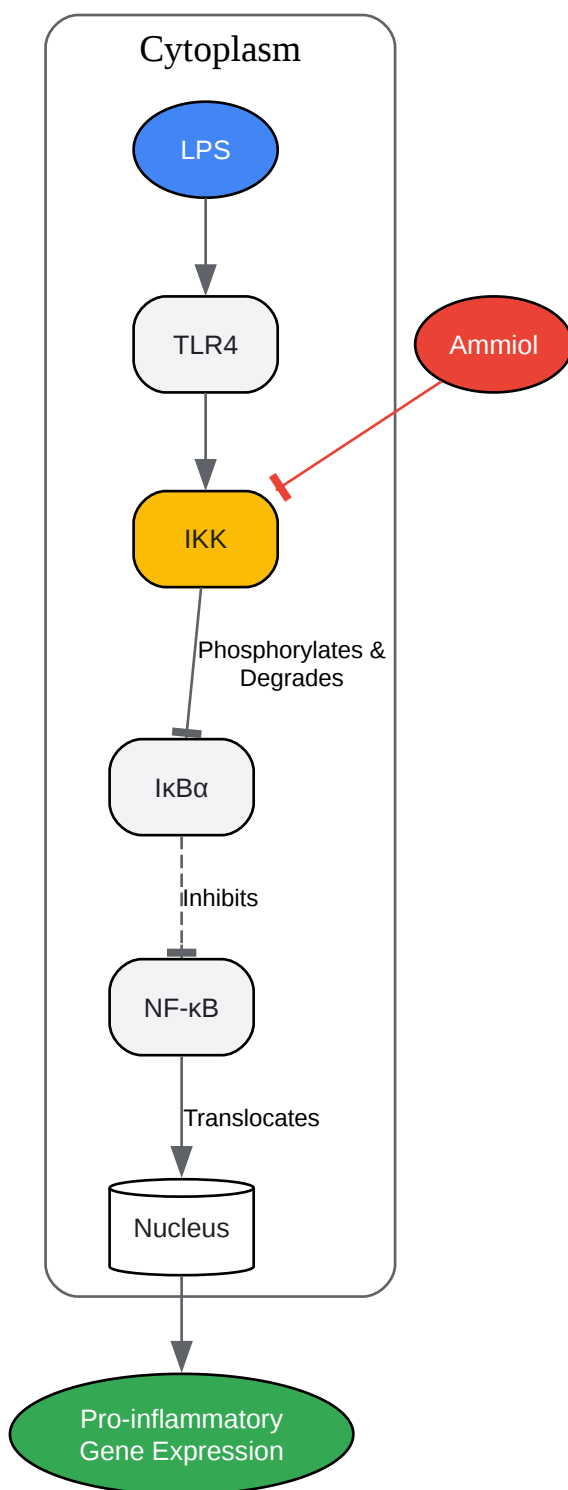 Cytoplasm
LPS
TLR4
Ammiol
IKK
Phosphorylates &
Degrades
IκBα
Inhibits
NF-κB
Translocates
Nucleus
Pro-inflammatory
Gene Expression